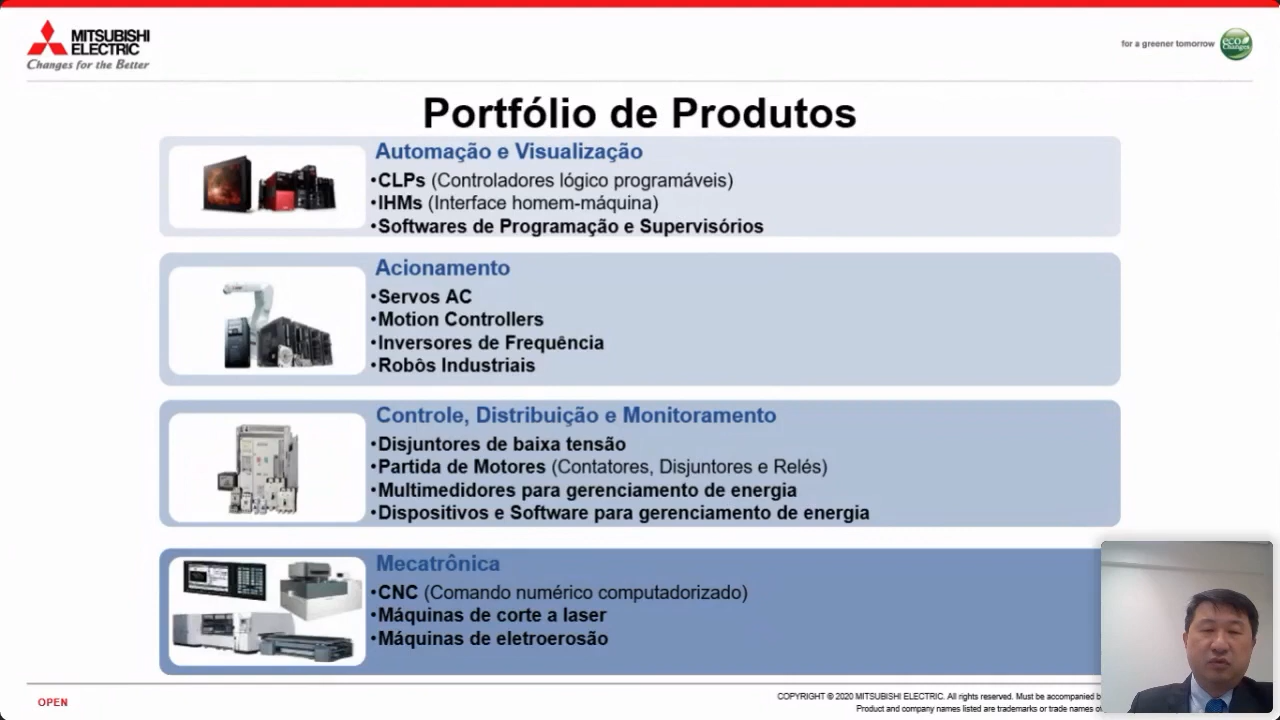 MITSUBISHI
ELECTRIC
Changes for the Better
for a greener tomorrow
eco
Changes
Portfólio de Produtos
Automação e Visualização
•CLPs (Controladores lógico programáveis)
•IHMs (Interface homem-máquina)
•Softwares de Programação e Supervisórios
Acionamento
•Servos AC
•Motion Controllers
•Inversores de Frequência
•Robôs Industriais
Controle, Distribuição e Monitoramento
•Disjuntores de baixa tensão
•Partida de Motores (Contatores, Disjuntores e Relés)
•Multimedidores para gerenciamento de energia
•Dispositivos e Software para gerenciamento de energia
Mecatrônica
•CNC (Comando numérico computadorizado)
•Máquinas de corte a laser
•Máquinas de eletroerosão
OPEN
COPYRIGHT © 2020 MITSUBISHI ELECTRIC. All rights reserved. Must be accompanied
Product and company names listed are trademarks or trade names